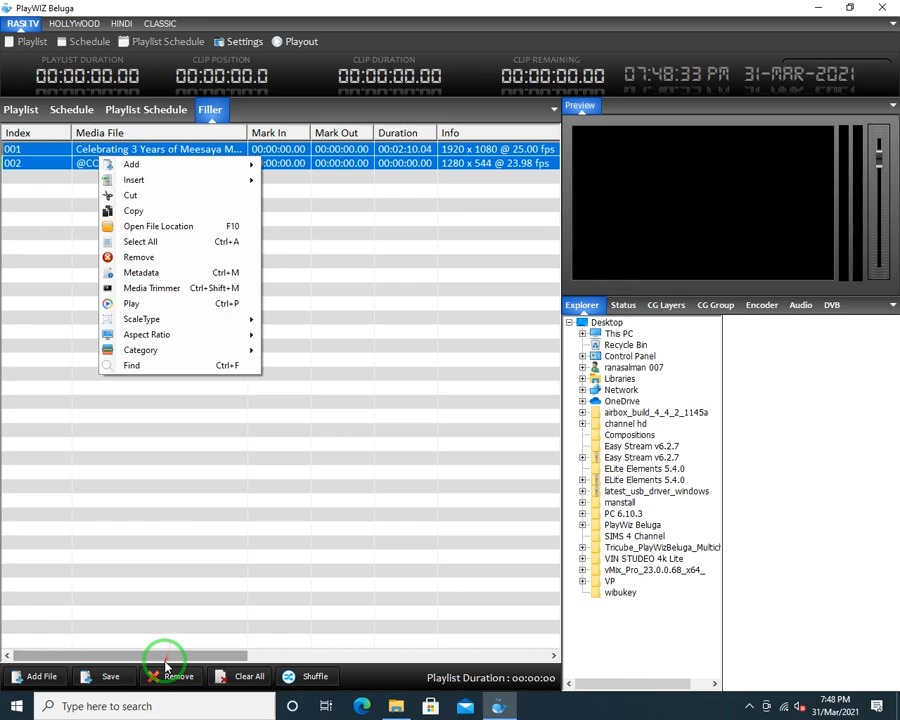 PlayWIZ Beluga
RASI TV HOLLYWOOD HINDI CLASSIC
Playlist Schedule Playlist Schedule Settings Playout
PLAYLIST DURATION CLIP POSITION CLIP DURATION CLIP REMAINING
00:00:00.00 00:00:00.0 00:00:00.00 00:00:00.00 07:48:33 PM 31-MAR-2021
Playlist Schedule Playlist Schedule Filler
Preview
Index Media File Mark In Mark Out Duration Info
001 Celebrating 3 Years of Meesaya M... 00:00:00.00 00:00:00.00 00:02:10.04 1920 x 1080 @ 25.00 fps
002 @CC 00:00:00.00 00:00:00.00 1280 x 544 @ 23.98 fps
Add
Insert
Cut
Copy
Open File Location F10
Select All Ctrl+A
Remove
Metadata Ctrl+M
Media Trimmer Ctrl+Shift+M
Play Ctrl+P
ScaleType
Aspect Ratio
Category
Find Ctrl+F
Explorer Status CG Layers CG Group Encoder Audio DVB
Desktop
This PC
Recycle Bin
Control Panel
ranasalman 007
Libraries
Network
OneDrive
airbox_build_4_4_2_1145a
channel hd
Compositions
Easy Stream v6.2.7
Easy Stream v6.2.7
ELite Elements 5.4.0
ELite Elements 5.4.0
latest_usb_driver_windows
manstall
PC 6.10.3
PlayWiz Beluga
SIMS 4 Channel
Tricube_PlayWizBeluga_Multich
VIN STUDEO 4k Lite
vMix_Pro_23.0.0.68_x64_
VP
wibukey
Add File Save Remove Clear All Shuffle Playlist Duration : 00:00:00
Type here to search
7:48 PM
31/Mar/2021